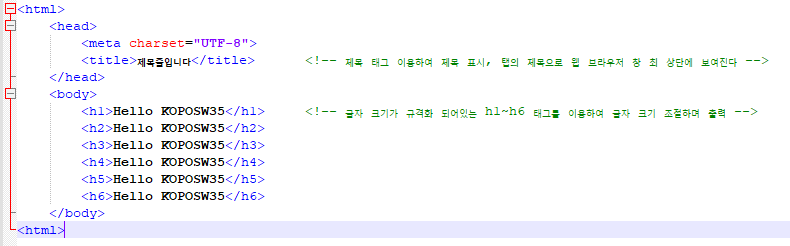 <html>
<head>
<meta charset="UTF-8">
<title>제목줄입니다</title> <!-- 제목 태그 이용하여 제목 표시, 탭의 제목으로 웹 브라우저 창 최 상단에 보여진다 -->
</head>
<body>
<h1>Hello KOPOSW35</h1> <!-- 글자 크기가 규격화 되어있는 h1~h6 태그를 이용하여 글자 크기 조절하며 출력 -->
<h2>Hello KOPOSW35</h2>
<h3>Hello KOPOSW35</h3>
<h4>Hello KOPOSW35</h4>
<h5>Hello KOPOSW35</h5>
<h6>Hello KOPOSW35</h6>
</body>
<html>